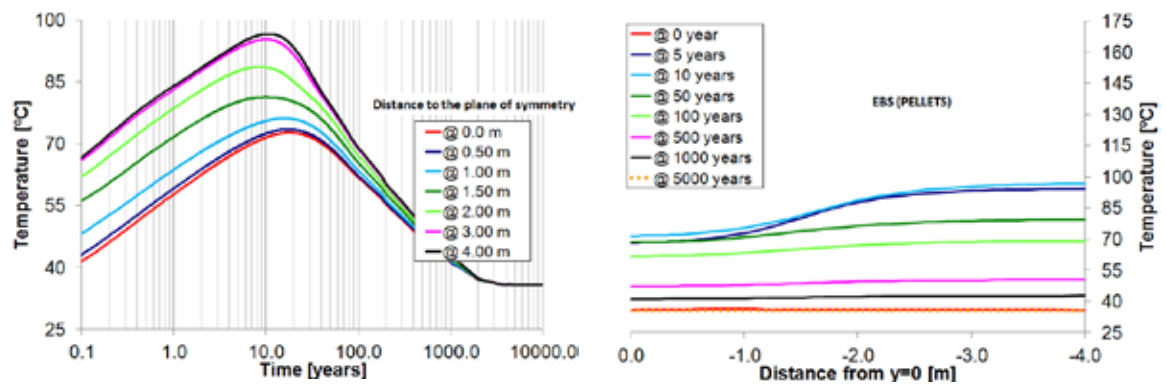 100
85
70
55
40
25
Temperature [ºC]
0.1
1.0
10.0
100.0
1000.0
10000.0
Time [years]
Distance to the plane of symmetry
@ 0.0 m
@ 0.50 m
@ 1.00 m
@ 1.50 m
@ 2.00 m
@ 3.00 m
@ 4.00 m
@ 0 year
@ 5 years
@ 10 years
@ 50 years
@ 100 years
@ 500 years
@ 1000 years
@ 5000 years
EBS (PELLETS)
175
160
145
130
115
100
85
70
55
40
25
Temperature [ºC]
0.0
-1.0
-2.0
-3.0
-4.0
Distance from y=0 [m]